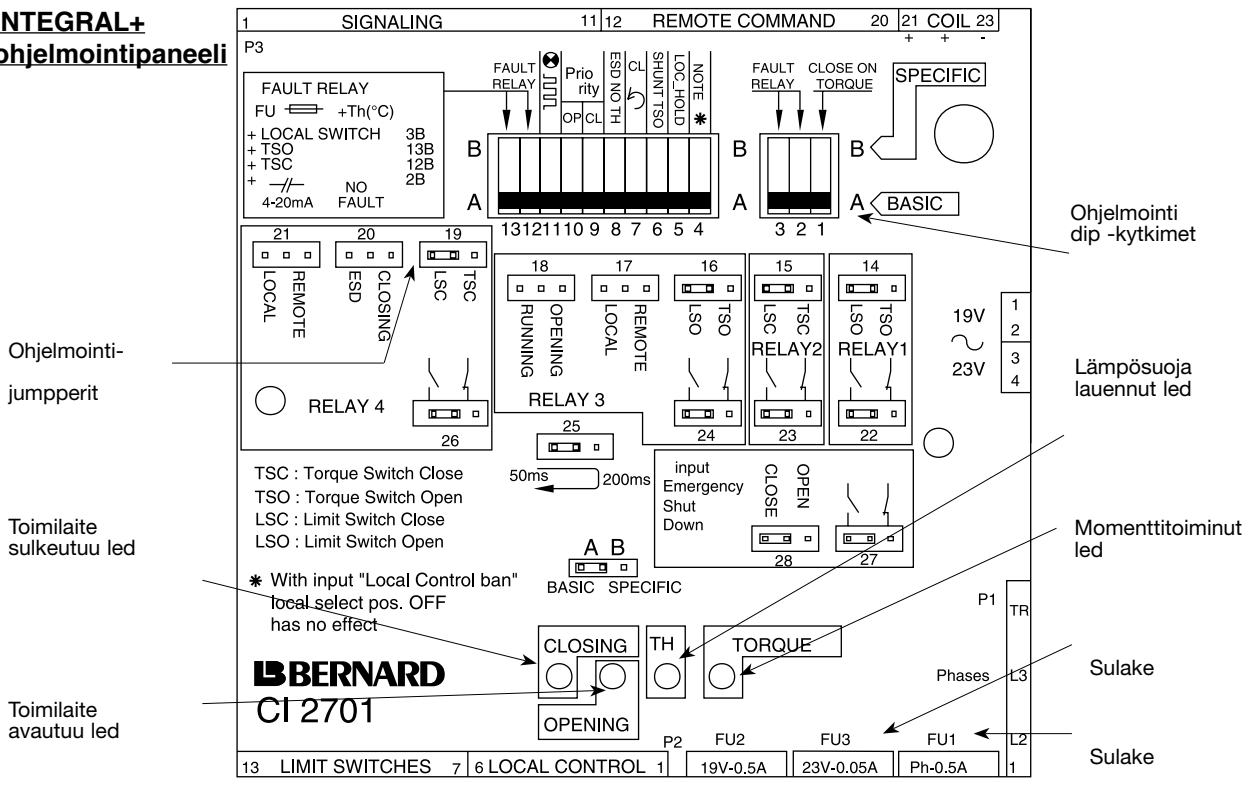 INTEGRAL+
ohjelmointipaneeli
1 SIGNALING 11 12 REMOTE COMMAND 20 21 COIL 23
+ + -
P3
FAULT RELAY
FU +Th(°C)
+ LOCAL SWITCH 3B
+ TSO 13B
+ TSC 12B
+ 4-20mA NO FAULT 2B
FAULT RELAY
Prio rity
OP CL
ESD NO TH
CL
SHUNT TSO
LOC_HOLD
NOTE *
B
A
13 12 11 10 9 8 7 6 5 4
FAULT RELAY
CLOSE ON TORQUE
B
A
3 2 1
B
A
SPECIFIC
BASIC
Ohjelmointi
dip -kytkimet
21
LOCAL
REMOTE
20
ESD
CLOSING
19
LSC
TSC
RELAY 4
26
18
RUNNING
OPENING
17
LOCAL
REMOTE
16
LSO
TSO
RELAY 3
24
15
LSC
TSC
RELAY2
23
14
LSO
TSO
RELAY1
22
19V
23V
1
2
3
4
Ohjelmointi-
jumpperit
Lämpösuoja
lauennut led
25
50ms
200ms
TSC : Torque Switch Close
TSO : Torque Switch Open
LSC : Limit Switch Close
LSO : Limit Switch Open
input
Emergency
Shut
Down
CLOSE
OPEN
28
27
Toimilaite
sulkeutuu led
Momenttitoiminut
led
A B
BASIC SPECIFIC
* With input "Local Control ban"
local select pos. OFF
has no effect
P1
TR
CLOSING
TH
TORQUE
OPENING
BERNARD
CI 2701
Phases
L3
L2
1
Sulake
Toimilaite
avautuu led
P2
FU2
FU3
FU1
Sulake
13 LIMIT SWITCHES 7 6 LOCAL CONTROL 1
19V-0.5A
23V-0.05A
Ph-0.5A